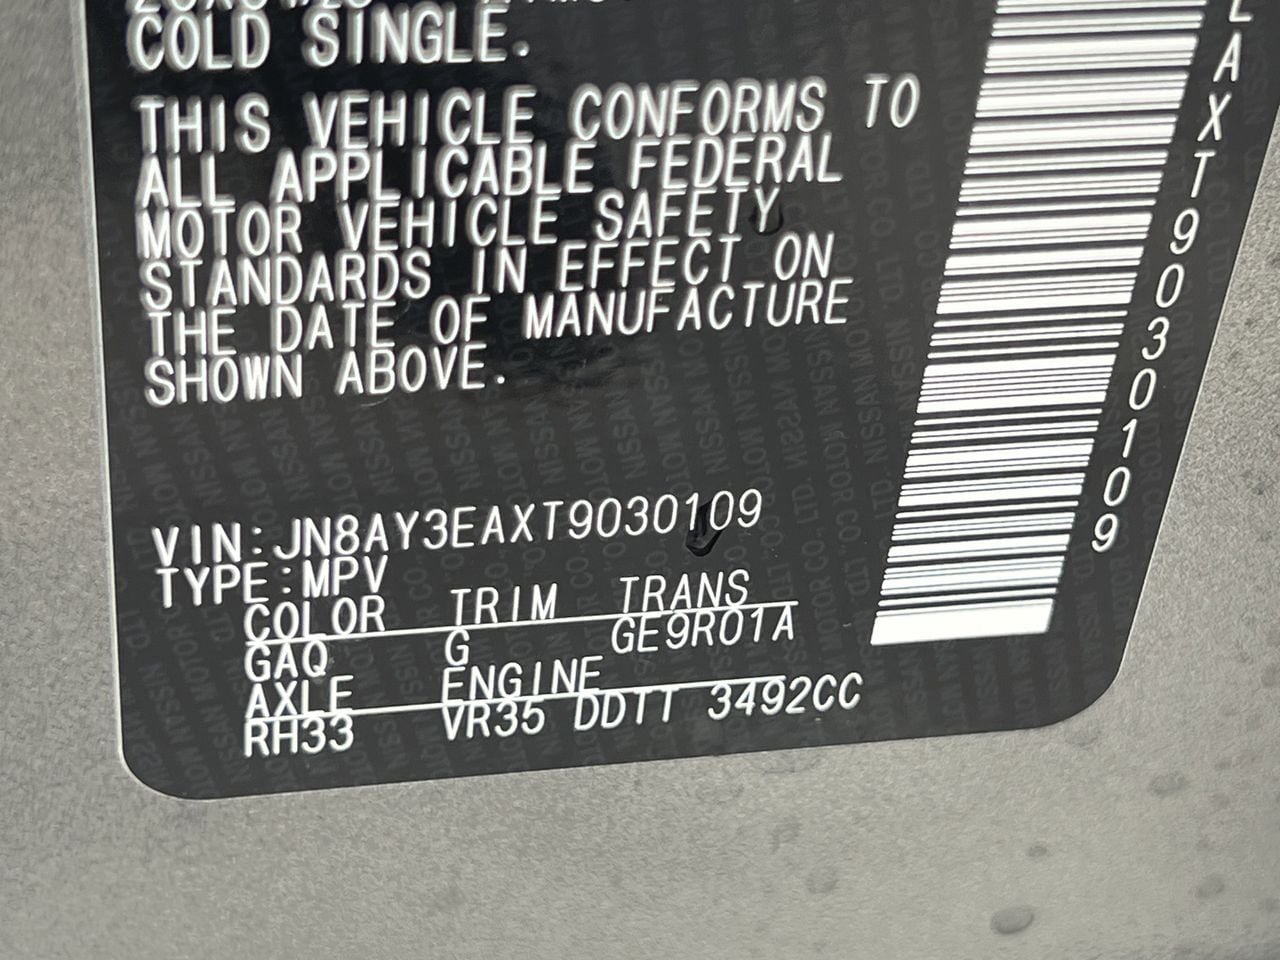 COLD SINGLE.
THIS VEHICLE CONFORMS TO
ALL APPLICABLE FEDERAL
MOTOR VEHICLE SAFETY
STANDARDS IN EFFECT ON
THE DATE OF MANUFACTURE
SHOWN ABOVE.
VIN:JN8AY3EAXT9030109
TYPE:MPV
COLOR TRIM TRANS
GAQ G GE9R01A
AXLE ENGINE
RH33 VR35 DDTT 3492CC
EAXT9030109